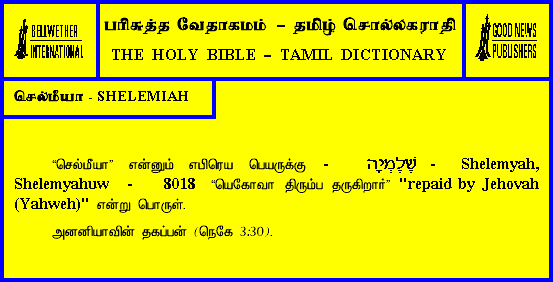 BELLWETHER
INTERNATIONAL
பரிசுத்த வேதாகமம் – தமிழ் சொல்லகராதி
THE HOLY BIBLE – TAMIL DICTIONARY
GOOD NEWS
PUBLISHERS
செல்மீயா - SHELEMIAH
“செல்மீயா” என்னும் எபிரெய பெயருக்கு - שֶׁלֶמְיָה - Shelemyah,
Shelemyahuw - 8018 “யெகோவா திரும்ப தருகிறார்” "repaid by Jehovah
(Yahweh)" என்று பொருள்.
அனனியாவின் தகப்பன் (நெகே 3:30).